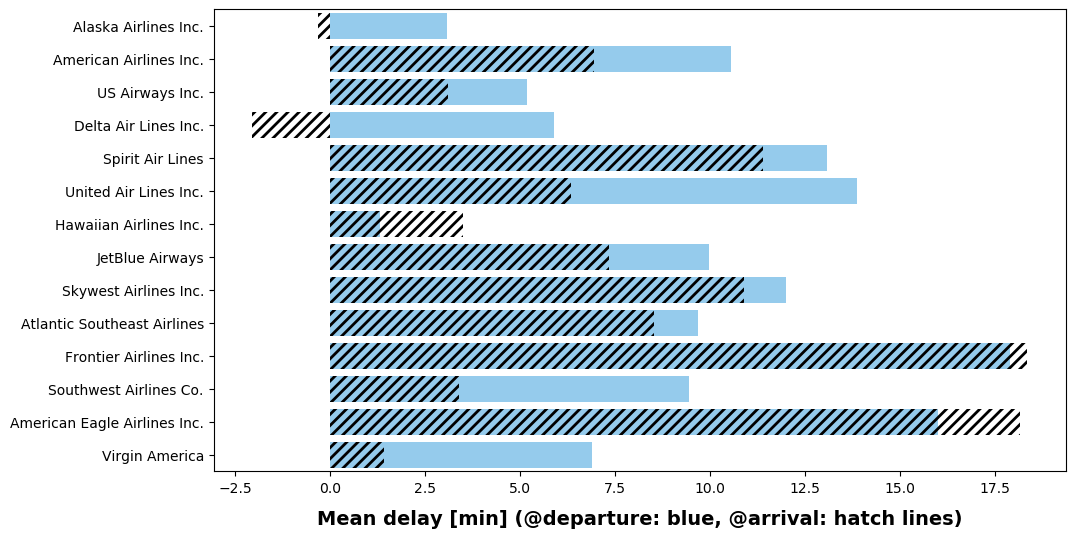 Alaska Airlines Inc.
American Airlines Inc.
US Airways Inc.
Delta Air Lines Inc.
Spirit Air Lines
United Air Lines Inc.
Hawaiian Airlines Inc.
JetBlue Airways
Skywest Airlines Inc.
Atlantic Southeast Airlines
Frontier Airlines Inc.
Southwest Airlines Co.
American Eagle Airlines Inc.
Virgin America
−2.5 0.0 2.5 5.0 7.5 10.0 12.5 15.0 17.5
Mean delay [min] (@departure: blue, @arrival: hatch lines)